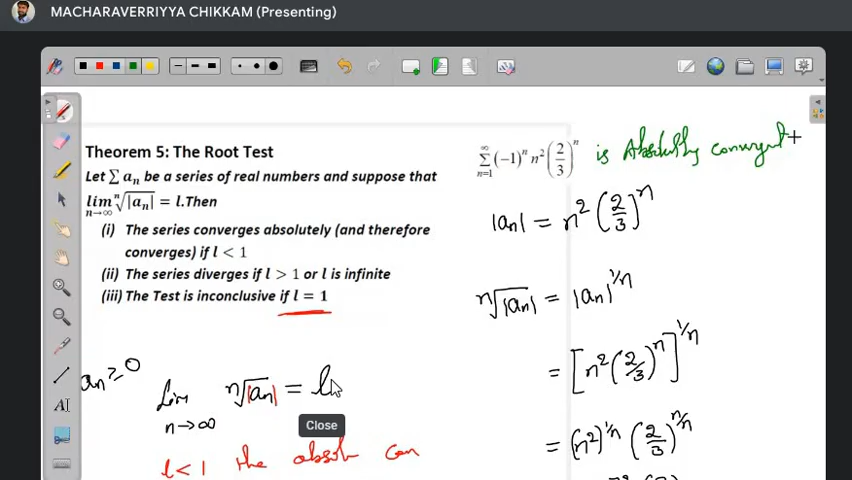 MACHARAVERRIYYA CHIKKAM (Presenting)
Theorem 5: The Root Test
Let ∑ aₙ be a series of real numbers and suppose that
lim n→∞ ⁿ√|aₙ| = l.Then
(i) The series converges absolutely (and therefore
converges) if l < 1
(ii) The series diverges if l > 1 or l is infinite
(iii) The Test is inconclusive if l = 1
aₙ ≥ 0
lim n→∞ ⁿ√|aₙ| = l
Close
l < 1 the absolu con
∑ n=1 ∞ (−1)ⁿ n² (2/3)ⁿ is Absolutely convergent
|aₙ| = n² (2/3)ⁿ
ⁿ√|aₙ| = |aₙ|^1/n
= [n² (2/3)ⁿ]^1/n
= (n²)^1/n (2/3)^n/n